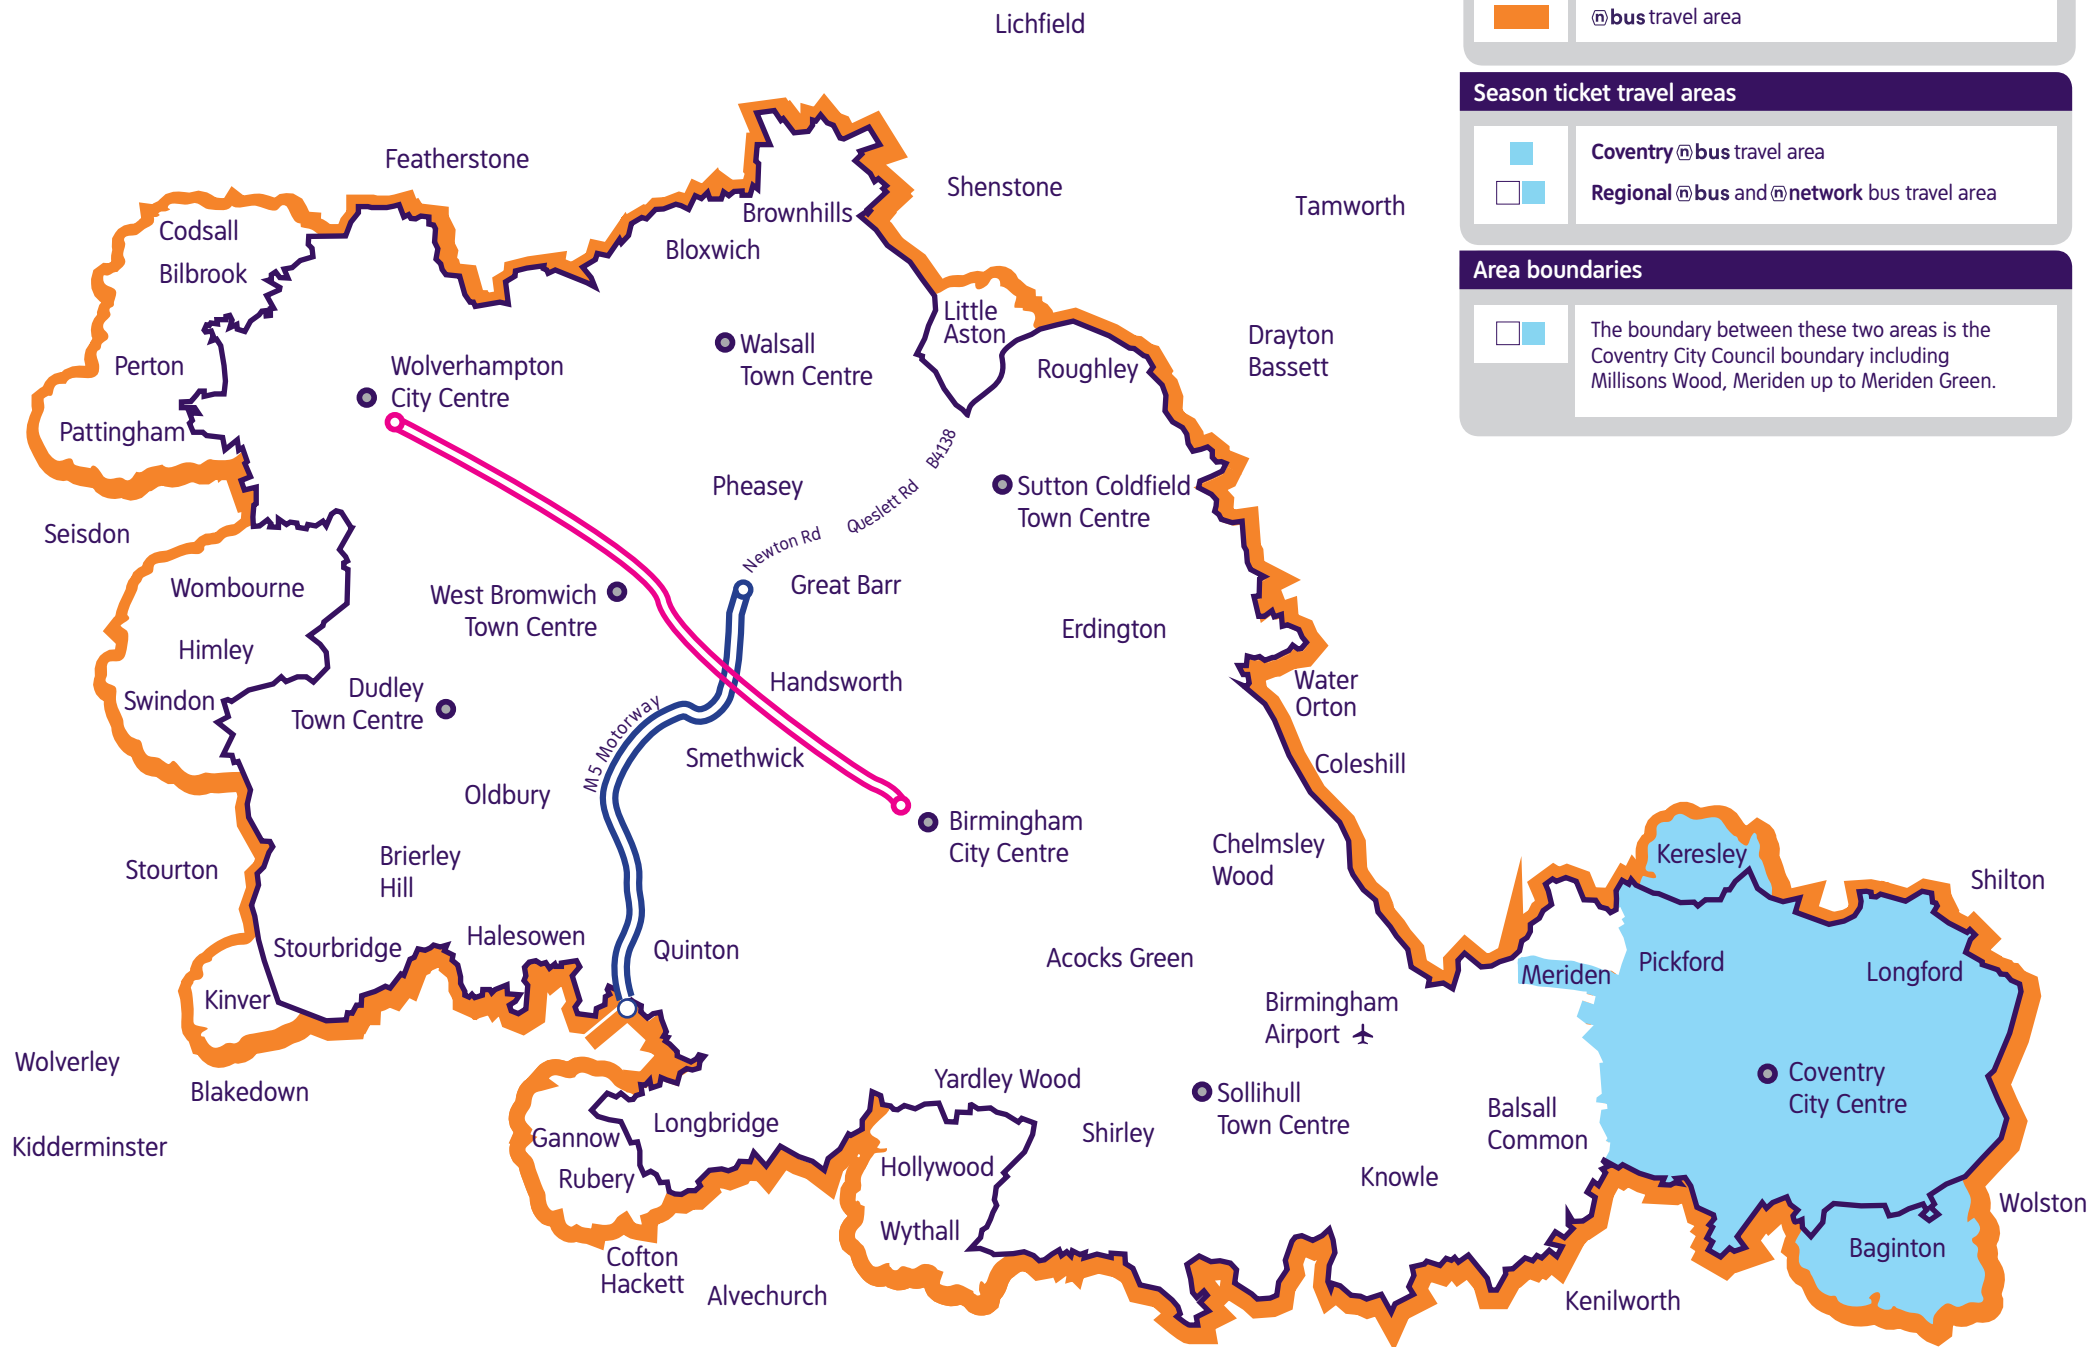 Lichfield
ⓝbus travel area
Season ticket travel areas
Coventry ⓝbus travel area
Regional ⓝbus and ⓝnetwork bus travel area
Area boundaries
The boundary between these two areas is the
Coventry City Council boundary including
Millisons Wood, Meriden up to Meriden Green.
Featherstone
Shenstone
Tamworth
Brownhills
Codsall
Bloxwich
Bilbrook
Little
Aston
Drayton
Bassett
Walsall
Town Centre
Perton
Wolverhampton
City Centre
Roughley
Pattingham
B4138
Pheasey
Queslett Rd
Sutton Coldfield
Town Centre
Seisdon
Newton Rd
Wombourne
West Bromwich
Town Centre
Great Barr
Erdington
Himley
Swindon
Dudley
Town Centre
Handsworth
Water
Orton
M5 Motorway
Smethwick
Coleshill
Oldbury
Birmingham
City Centre
Stourton
Brierley
Hill
Chelmsley
Wood
Keresley
Shilton
Stourbridge
Halesowen
Quinton
Acocks Green
Meriden
Pickford
Longford
Kinver
Birmingham
Airport
Wolverley
Blakedown
Yardley Wood
Sollihull
Town Centre
Coventry
City Centre
Kidderminster
Gannow
Longbridge
Shirley
Balsall
Common
Rubery
Hollywood
Knowle
Wolston
Wythall
Baginton
Cofton
Hackett
Alvechurch
Kenilworth